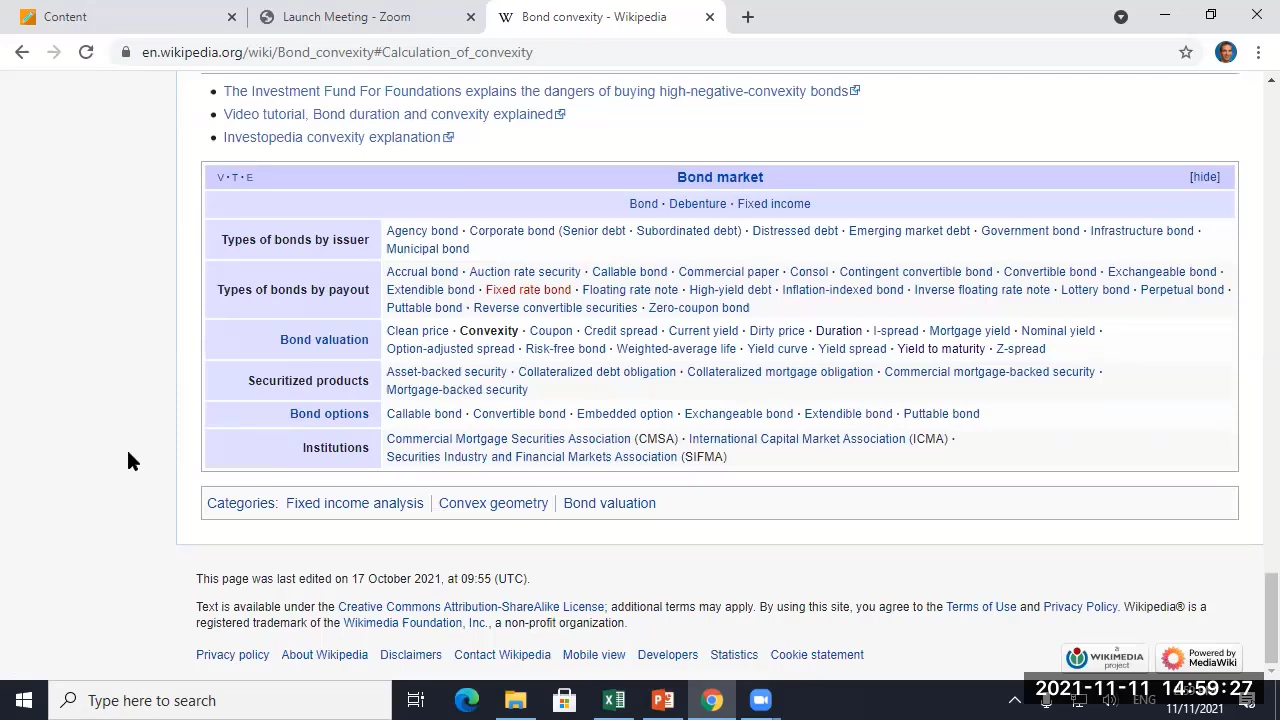 Content
Launch Meeting - Zoom
Bond convexity - Wikipedia
en.wikipedia.org/wiki/Bond_convexity#Calculation_of_convexity
• The Investment Fund For Foundations explains the dangers of buying high-negative-convexity bonds
• Video tutorial, Bond duration and convexity explained
• Investopedia convexity explanation
V · T · E Bond market [hide]
Bond · Debenture · Fixed income
Types of bonds by issuer
Agency bond · Corporate bond (Senior debt · Subordinated debt) · Distressed debt · Emerging market debt · Government bond · Infrastructure bond ·
Municipal bond
Types of bonds by payout
Accrual bond · Auction rate security · Callable bond · Commercial paper · Consol · Contingent convertible bond · Convertible bond · Exchangeable bond ·
Extendible bond · Fixed rate bond · Floating rate note · High-yield debt · Inflation-indexed bond · Inverse floating rate note · Lottery bond · Perpetual bond ·
Puttable bond · Reverse convertible securities · Zero-coupon bond
Bond valuation
Clean price · Convexity · Coupon · Credit spread · Current yield · Dirty price · Duration · I-spread · Mortgage yield · Nominal yield ·
Option-adjusted spread · Risk-free bond · Weighted-average life · Yield curve · Yield spread · Yield to maturity · Z-spread
Securitized products
Asset-backed security · Collateralized debt obligation · Collateralized mortgage obligation · Commercial mortgage-backed security ·
Mortgage-backed security
Bond options
Callable bond · Convertible bond · Embedded option · Exchangeable bond · Extendible bond · Puttable bond
Institutions
Commercial Mortgage Securities Association (CMSA) · International Capital Market Association (ICMA) ·
Securities Industry and Financial Markets Association (SIFMA)
Categories: Fixed income analysis | Convex geometry | Bond valuation
This page was last edited on 17 October 2021, at 09:55 (UTC).
Text is available under the Creative Commons Attribution-ShareAlike License; additional terms may apply. By using this site, you agree to the Terms of Use and Privacy Policy. Wikipedia® is a
registered trademark of the Wikimedia Foundation, Inc., a non-profit organization.
Privacy policy About Wikipedia Disclaimers Contact Wikipedia Mobile view Developers Statistics Cookie statement
a
WIKIMEDIA
project
Powered by
MediaWiki
Type here to search
2021-11-11 14:59:27
ENG
11/11/2021